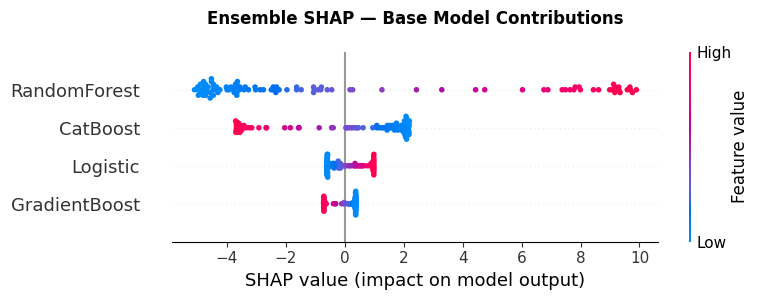 Ensemble SHAP — Base Model Contributions
High
RandomForest
CatBoost
Logistic
GradientBoost
Feature value
Low
−4 −2 0 2 4 6 8 10
SHAP value (impact on model output)